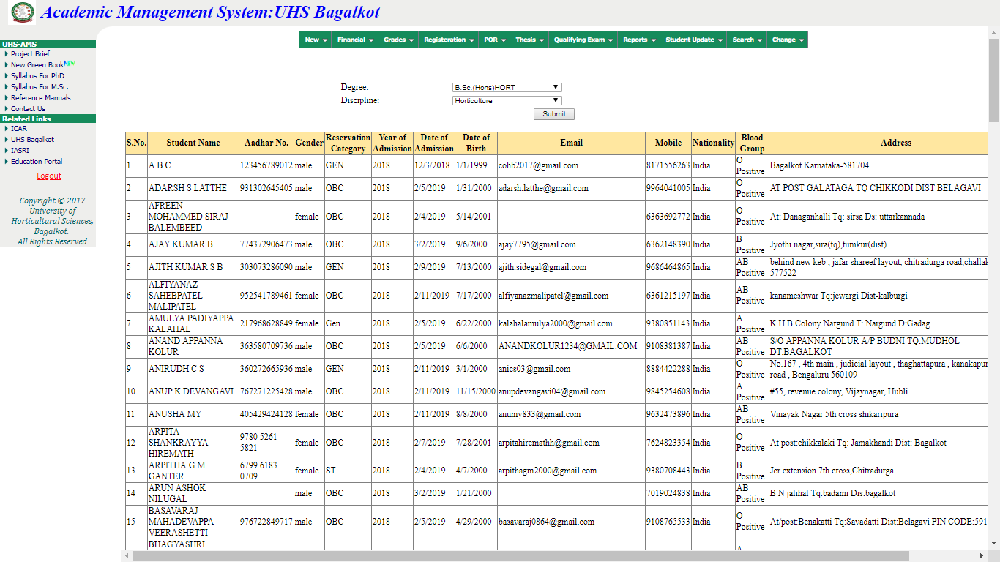 Academic Management System:UHS Bagalkot
UHS-AMS
Project Brief
New Green Book NEW
Syllabus For PhD
Syllabus For M.Sc.
Reference Manuals
Contact Us
Related Links
ICAR
UHS Bagalkot
IASRI
Education Portal
Logout
Copyright © 2017
University of
Horticultural Sciences,
Bagalkot.
All Rights Reserved
New Financial Grades Registeration POR Thesis Qualifying Exam Reports Student Update Search Change
Degree: B.Sc.(Hons)HORT
Discipline: Horticulture
Submit
S.No. Student Name Aadhar No. Gender Reservation Category Year of Admission Date of Admission Date of Birth Email Mobile Nationality Blood Group Address
1 A B C 123456789012 male GEN 2018 12/3/2018 1/1/1999 cohb2017@gmail.com 8171556263 India O Positive Bagalkot Karnataka-581704
2 ADARSH S LATTHE 931302645405 male OBC 2018 2/5/2019 1/31/2000 adarsh.latthe@gmail.com 9964041005 India O Positive AT POST GALATAGA TQ CHIKKODI DIST BELAGAVI
3 AFREEN MOHAMMED SIRAJ BALEMBEED female OBC 2018 2/4/2019 5/14/2001 6363692772 India O Positive At: Danaganhalli Tq: sirsa Ds: uttarkannada
4 AJAY KUMAR B 774372906473 male OBC 2018 3/2/2019 9/6/2000 ajay7795@gmail.com 6362148390 India B Positive Jyothi nagar,sira(tq),tumkur(dist)
5 AJITH KUMAR S B 303073286090 male GEN 2018 2/9/2019 7/13/2000 ajith.sidegal@gmail.com 9686464865 India AB Positive behind new keb , jafar shareef layout, chitradurga road,challak 577522
6 ALFIYANAZ SAHEBPATEL MALIPATEL 952541789461 female OBC 2018 2/11/2019 7/17/2000 alfiyanazmalipatel@gmail.com 6361215197 India AB Positive kanameshwar Tq:jewargi Dist-kalburgi
7 AMULYA PADIYAPPA KALAHAL 217968628849 female Gen 2018 2/5/2019 6/22/2000 kalahalamulya2000@gmail.com 9380851143 India A Positive K H B Colony Nargund T: Nargund D:Gadag
8 ANAND APPANNA KOLUR 363580709736 male OBC 2018 2/5/2019 6/6/2000 ANANDKOLUR1234@GMAIL.COM 9108381387 India AB Positive S/O APPANNA KOLUR A/P BUDNI TQ:MUDHOL DT:BAGALKOT
9 ANIRUDH C S 360272665936 male GEN 2018 2/11/2019 3/1/2000 anics03@gmail.com 8884422288 India O Positive No.167 , 4th main , judicial layout , thaghattapura , kanakapur road , Bengaluru 560109
10 ANUP K DEVANGAVI 767271225428 male OBC 2018 2/11/2019 11/15/2000 anupdevangavi04@gmail.com 9845254608 India A Positive #55, revenue colony, Vijaynagar, Hubli
11 ANUSHA MY 405429424128 female OBC 2018 2/11/2019 8/8/2000 anumy833@gmail.com 9632473896 India AB Positive Vinayak Nagar 5th cross shikaripura
12 ARPITA SHANKRAYYA HIREMATH 9780 5261 5821 female OBC 2018 2/7/2019 7/28/2001 arpitahiremathh@gmail.com 7624823354 India O Positive At post:chikkalaki Tq: Jamakhandi Dist: Bagalkot
13 ARPITHA G M GANTER 6799 6183 0709 female ST 2018 2/4/2019 4/7/2000 arpithagm2000@gmail.com 9380708443 India B Positive Jcr extension 7th cross,Chitradurga
14 ARUN ASHOK NILUGAL male OBC 2018 3/2/2019 1/21/2000 7019024838 India AB Positive B N jalihal Tq.badami Dis.bagalkot
15 BASAVARAJ MAHADEVAPPA VEERASHETTI 976722849717 male OBC 2018 2/5/2019 4/29/2000 basavaraj0864@gmail.com 9108765533 India O Positive At/post:Benakatti Tq:Savadatti Dist:Belagavi PIN CODE:591
BHAGYASHRI